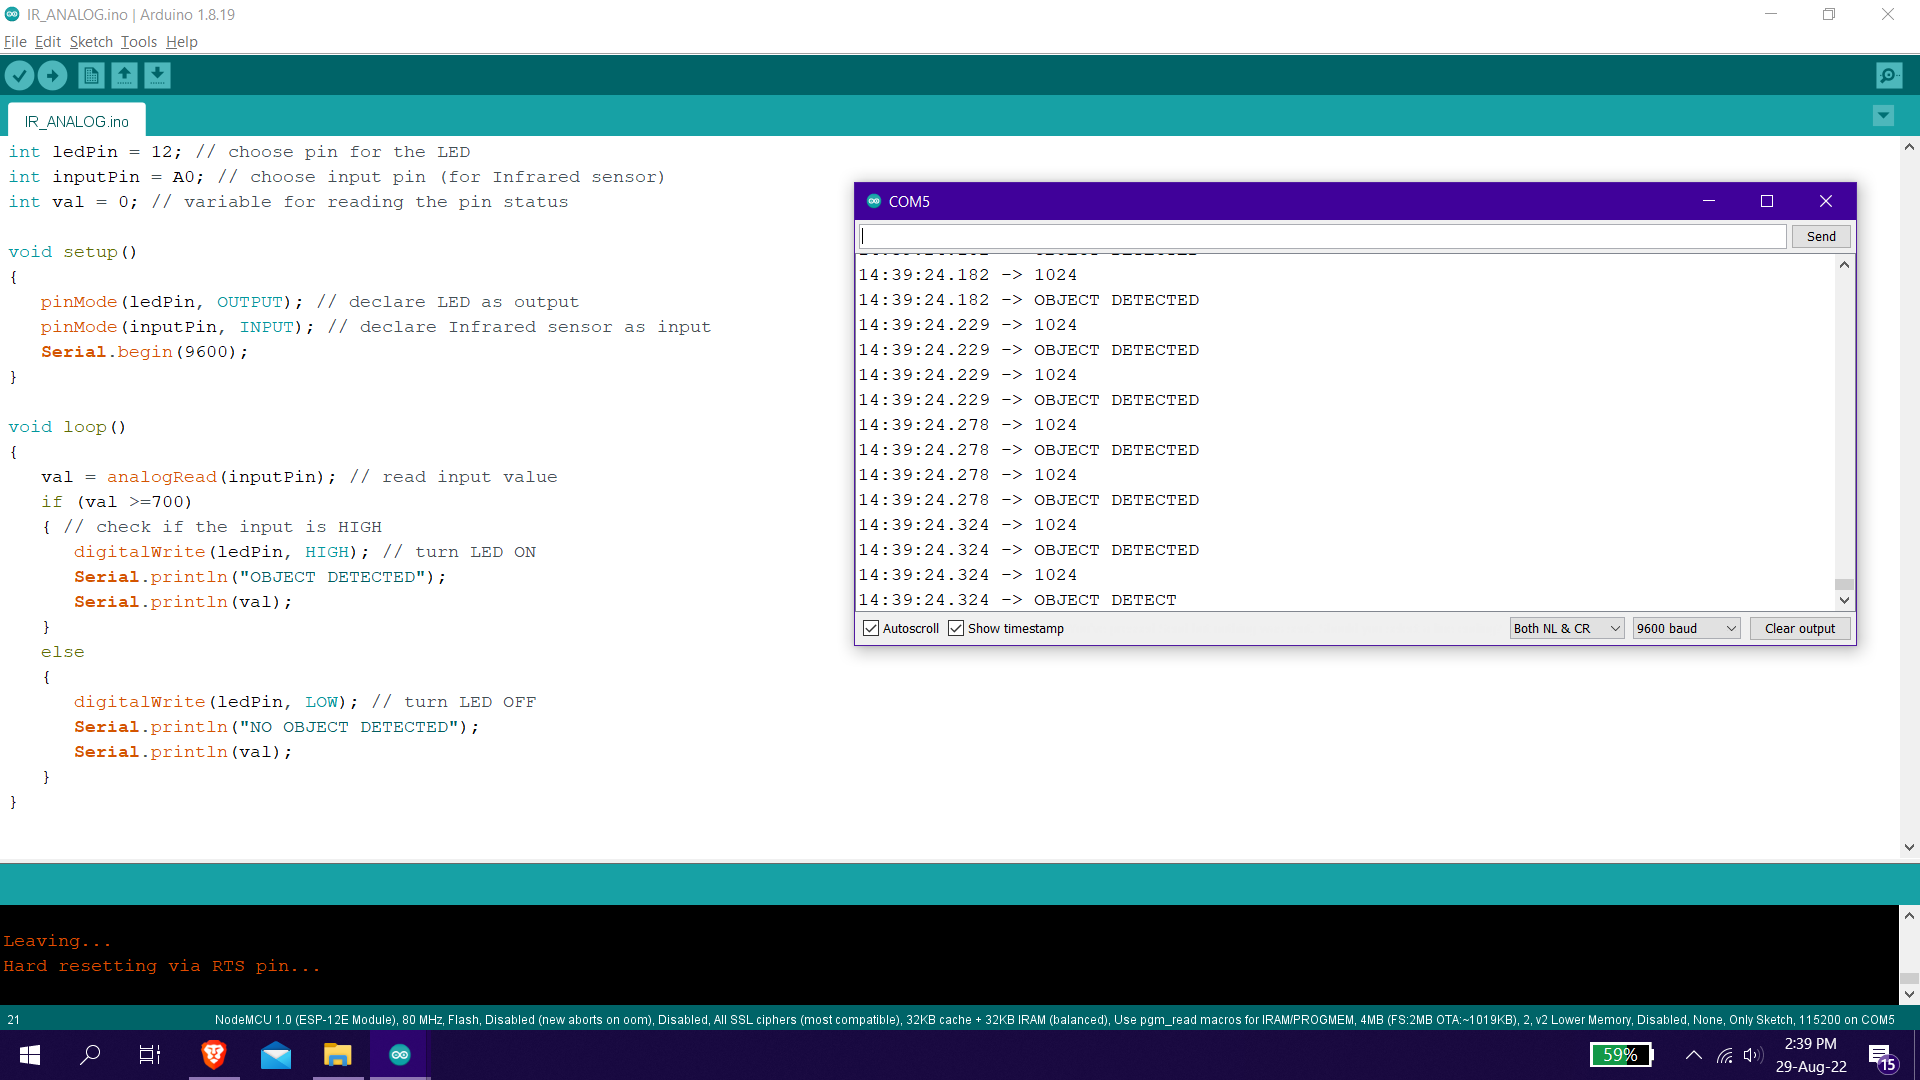 IR_ANALOG.ino | Arduino 1.8.19
File Edit Sketch Tools Help
IR_ANALOG.ino
int ledPin = 12; // choose pin for the LED
int inputPin = A0; // choose input pin (for Infrared sensor)
int val = 0; // variable for reading the pin status
void setup()
{
pinMode(ledPin, OUTPUT); // declare LED as output
pinMode(inputPin, INPUT); // declare Infrared sensor as input
Serial.begin(9600);
}
void loop()
{
val = analogRead(inputPin); // read input value
if (val >=700)
{ // check if the input is HIGH
digitalWrite(ledPin, HIGH); // turn LED ON
Serial.println("OBJECT DETECTED");
Serial.println(val);
}
else
{
digitalWrite(ledPin, LOW); // turn LED OFF
Serial.println("NO OBJECT DETECTED");
Serial.println(val);
}
}
COM5
Send
14:39:24.182 -> 1024
14:39:24.182 -> OBJECT DETECTED
14:39:24.229 -> 1024
14:39:24.229 -> OBJECT DETECTED
14:39:24.229 -> 1024
14:39:24.229 -> OBJECT DETECTED
14:39:24.278 -> 1024
14:39:24.278 -> OBJECT DETECTED
14:39:24.278 -> 1024
14:39:24.278 -> OBJECT DETECTED
14:39:24.324 -> 1024
14:39:24.324 -> OBJECT DETECTED
14:39:24.324 -> 1024
14:39:24.324 -> OBJECT DETECT
Autoscroll Show timestamp Both NL & CR 9600 baud Clear output
Leaving...
Hard resetting via RTS pin...
21 NodeMCU 1.0 (ESP-12E Module), 80 MHz, Flash, Disabled (new aborts on oom), Disabled, All SSL ciphers (most compatible), 32KB cache + 32KB IRAM (balanced), Use pgm_read macros for IRAM/PROGMEM, 4MB (FS:2MB OTA:~1019KB), 2, v2 Lower Memory, Disabled, None, Only Sketch, 115200 on COM5
59%
2:39 PM
29-Aug-22
15